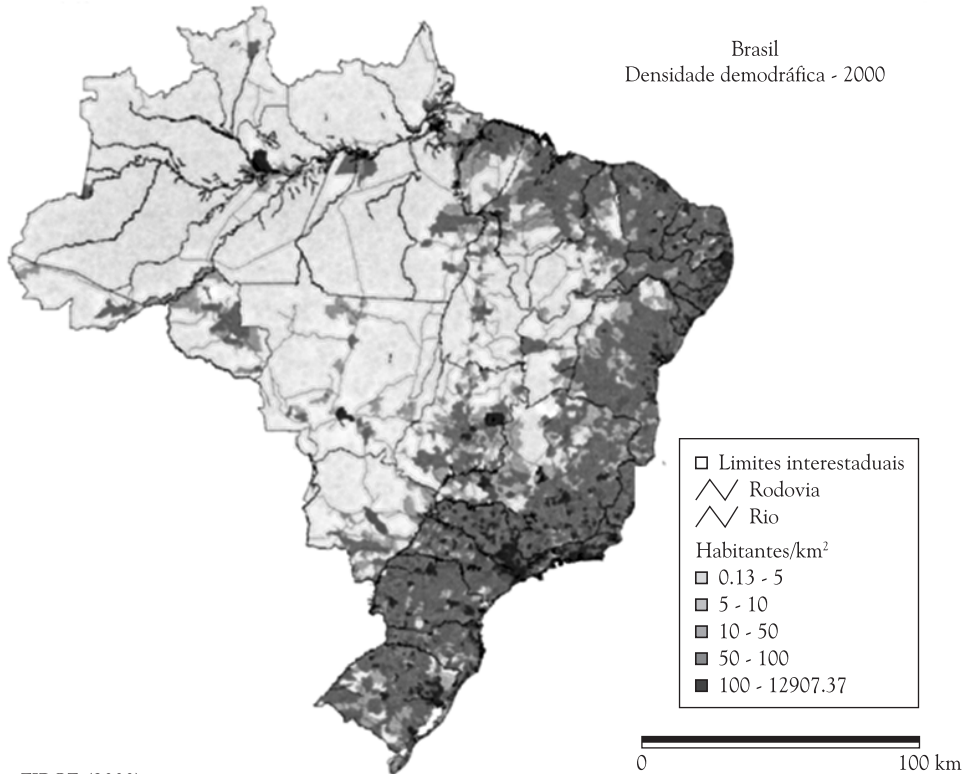 Brasil
Densidade demodráfica - 2000
Limites interestaduais
Rodovia
Rio
Habitantes/km²
0.13 - 5
5 - 10
10 - 50
50 - 100
100 - 12907.37
0 100 km